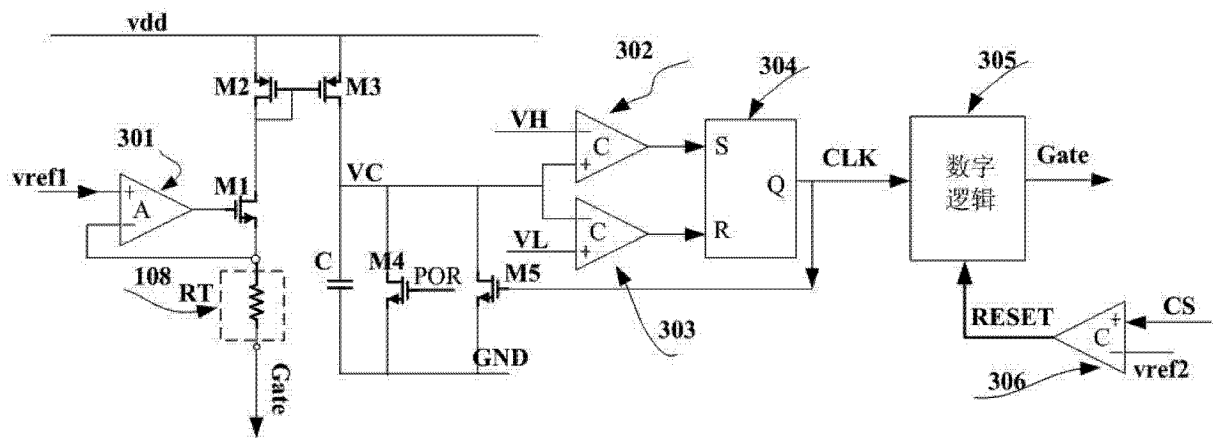 vdd
M2
M3
301
vref1
+
A
M1
108
RT
Gate
VC
C
M4
POR
M5
GND
302
VH
C
+
VL
+
C
303
304
S
Q
R
CLK
305
数字
逻辑
Gate
RESET
CS
+
C
vref2
306